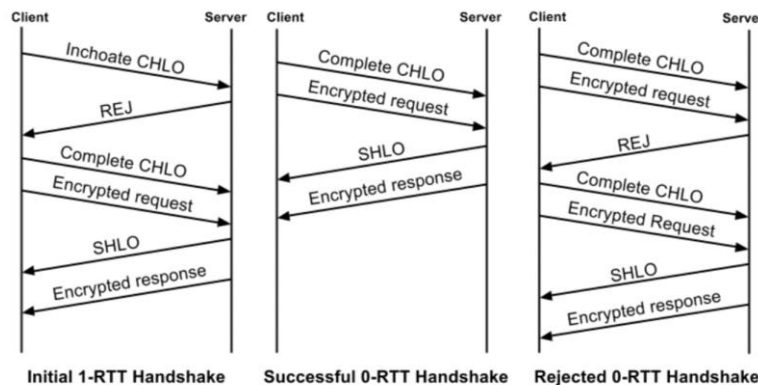 Client Server
Inchoate CHLO
REJ
Complete CHLO
Encrypted request
SHLO
Encrypted response
Initial 1-RTT Handshake
Client Server
Complete CHLO
Encrypted request
SHLO
Encrypted response
Successful 0-RTT Handshake
Client
Complete CHLO
Encrypted request
REJ
Complete CHLO
Encrypted Request
SHLO
Encrypted response
Rejected 0-RTT Handshake